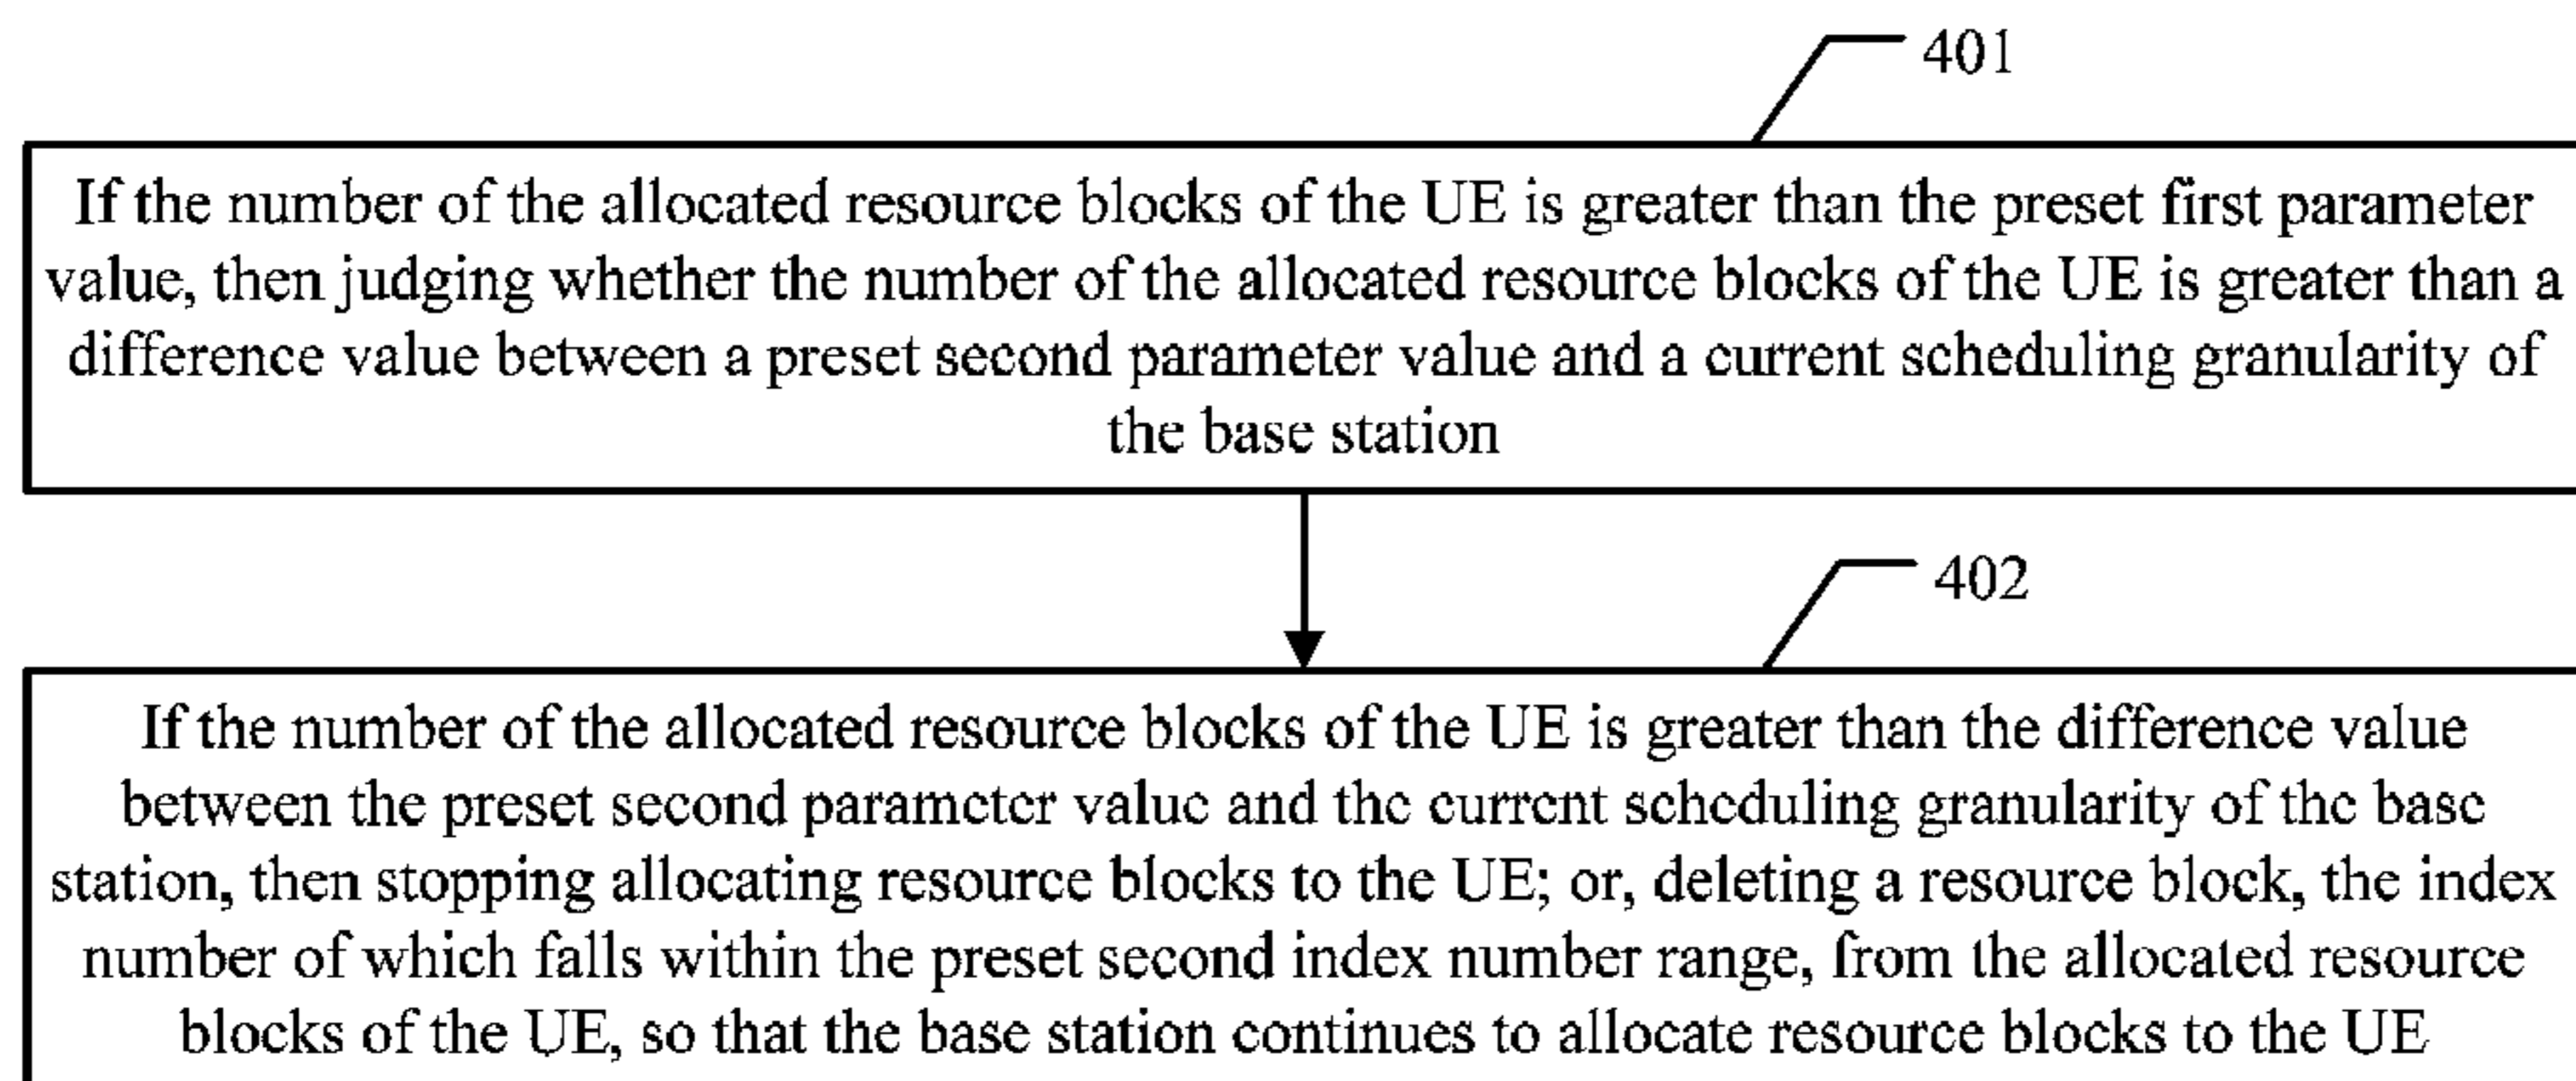 401
If the number of the allocated resource blocks of the UE is greater than the preset first parameter
value, then judging whether the number of the allocated resource blocks of the UE is greater than a
difference value between a preset second parameter value and a current scheduling granularity of
the base station
402
If the number of the allocated resource blocks of the UE is greater than the difference value
between the preset second parameter value and the current scheduling granularity of the base
station, then stopping allocating resource blocks to the UE; or, deleting a resource block, the index
number of which falls within the preset second index number range, from the allocated resource
blocks of the UE, so that the base station continues to allocate resource blocks to the UE